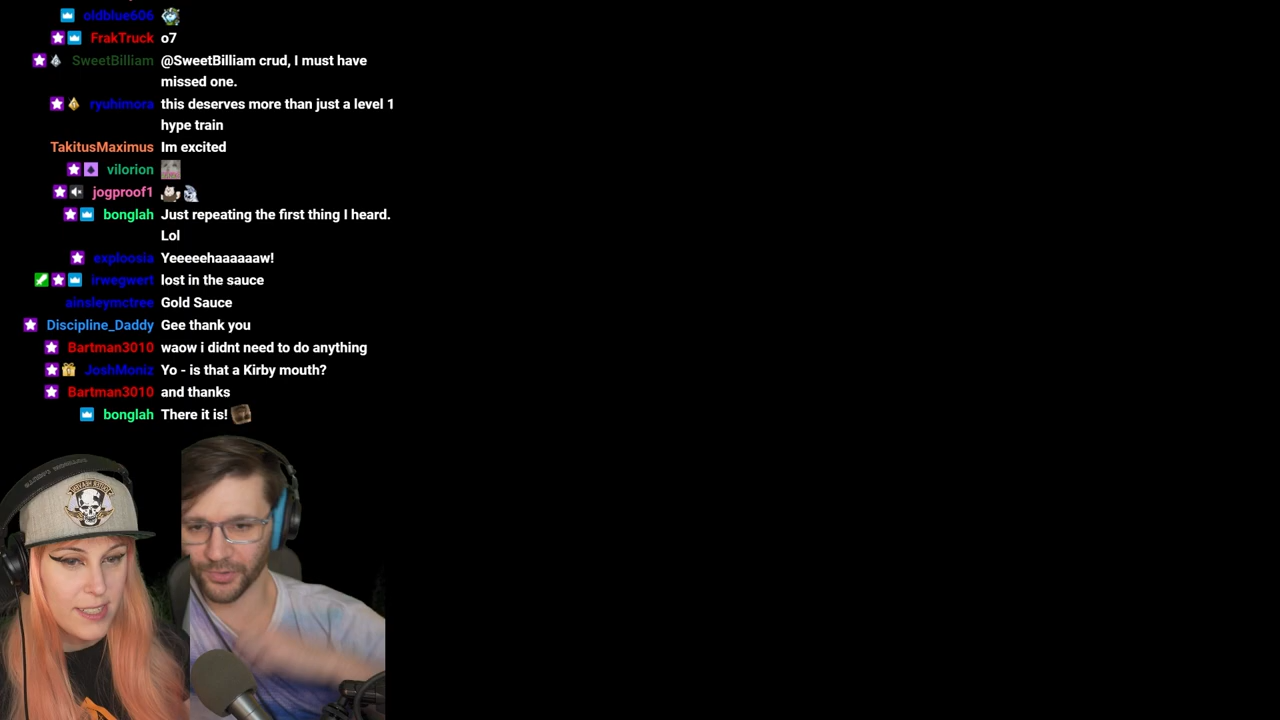 oldblue606
FrakTruck o7
SweetBilliam @SweetBilliam crud, I must have
missed one.
ryuhimora this deserves more than just a level 1
hype train
TakitusMaximus Im excited
vilorion
jogproof1
bonglah Just repeating the first thing I heard.
Lol
exploosia Yeeeeehaaaaaaw!
irwegwert lost in the sauce
ainsleymctree Gold Sauce
Discipline_Daddy Gee thank you
Bartman3010 waow i didnt need to do anything
JoshMoniz Yo - is that a Kirby mouth?
Bartman3010 and thanks
bonglah There it is!